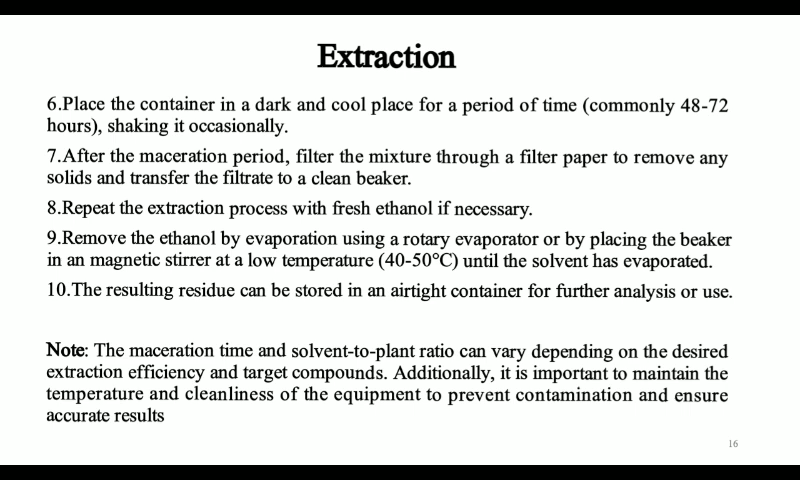 Extraction
6.Place the container in a dark and cool place for a period of time (commonly 48-72
hours), shaking it occasionally.
7.After the maceration period, filter the mixture through a filter paper to remove any
solids and transfer the filtrate to a clean beaker.
8.Repeat the extraction process with fresh ethanol if necessary.
9.Remove the ethanol by evaporation using a rotary evaporator or by placing the beaker
in an magnetic stirrer at a low temperature (40-50°C) until the solvent has evaporated.
10.The resulting residue can be stored in an airtight container for further analysis or use.
Note: The maceration time and solvent-to-plant ratio can vary depending on the desired
extraction efficiency and target compounds. Additionally, it is important to maintain the
temperature and cleanliness of the equipment to prevent contamination and ensure
accurate results
16